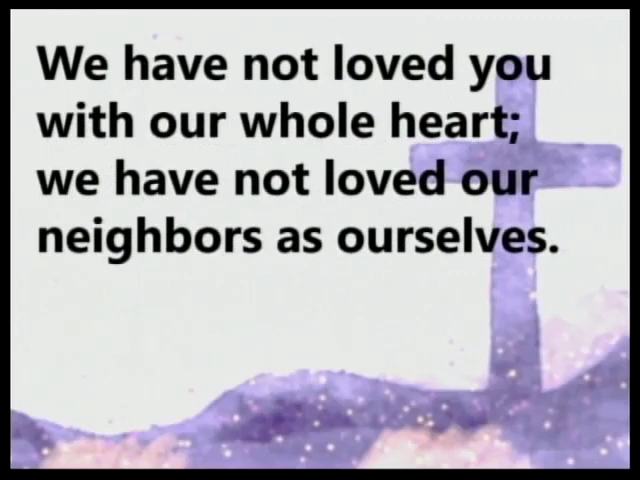 We have not loved you
with our whole heart;
we have not loved our
neighbors as ourselves.